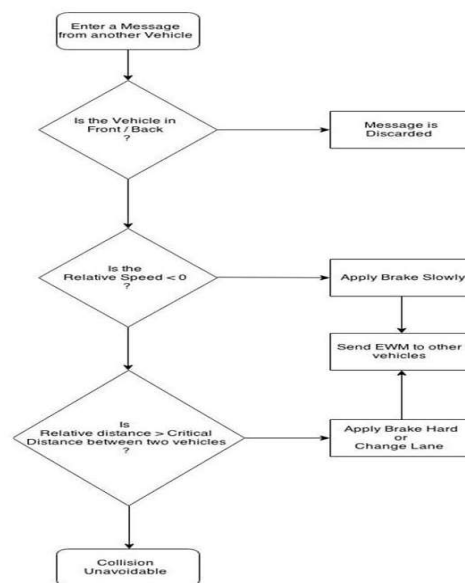 Enter a Message
from another Vehicle
Is the Vehicle in
Front / Back
?
Message is
Discarded
Is the
Relative Speed < 0
?
Apply Brake Slowly
Send EWM to other
vehicles
Is
Relative distance > Critical
Distance between two vehicles
?
Apply Brake Hard
or
Change Lane
Collision
Unavoidable